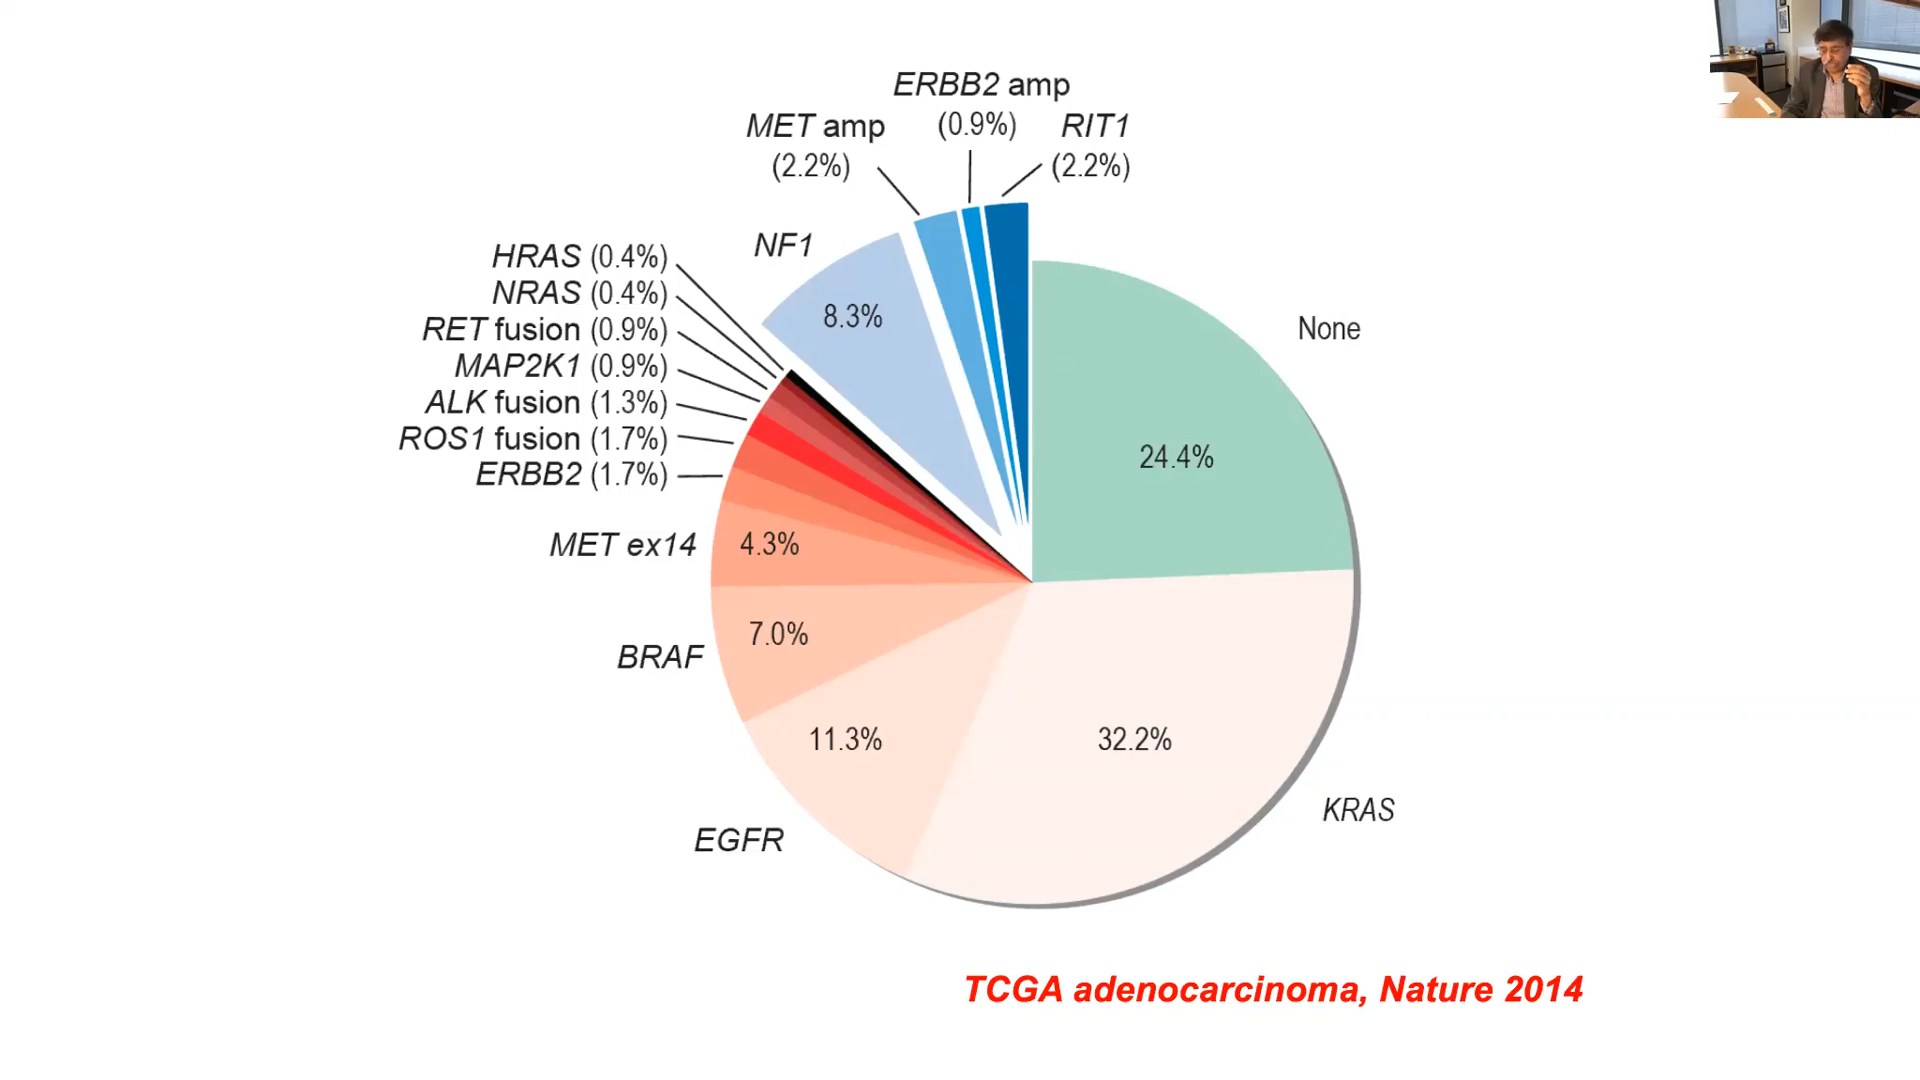 ERBB2 amp
(0.9%)
MET amp
(2.2%)
RIT1
(2.2%)
NF1
8.3%
HRAS (0.4%)
NRAS (0.4%)
RET fusion (0.9%)
MAP2K1 (0.9%)
ALK fusion (1.3%)
ROS1 fusion (1.7%)
ERBB2 (1.7%)
MET ex14
4.3%
BRAF
7.0%
EGFR
11.3%
None
24.4%
KRAS
32.2%
TCGA adenocarcinoma, Nature 2014